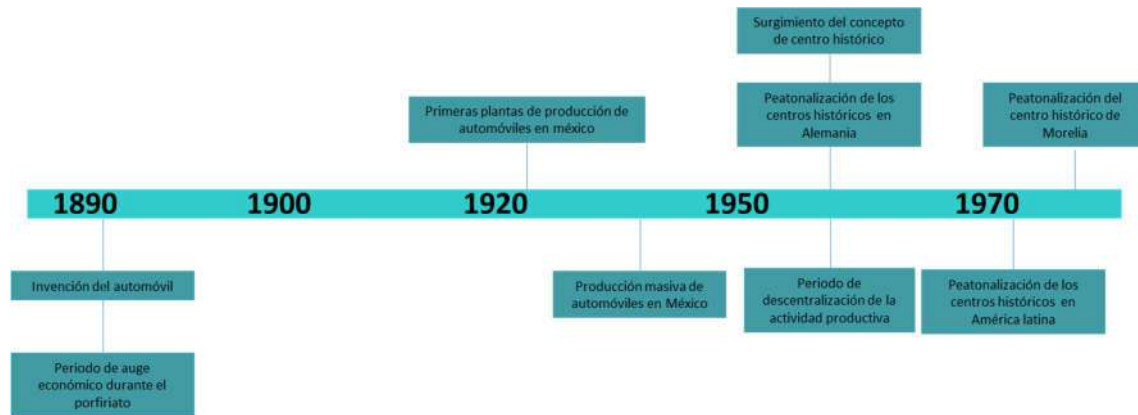 Surgimiento del concepto
de centro histórico
Primeras plantas de producción de
automóviles en méxico
Peatonalización de los
centros históricos en
Alemania
Peatonalización del
centro histórico de
Morelia
1890
1900
1920
1950
1970
Invención del automóvil
Producción masiva de
automóviles en México
Periodo de
descentralización de la
actividad productiva
Peatonalización de los
centros históricos en
América latina
Periodo de auge
económico durante el
porfiriato